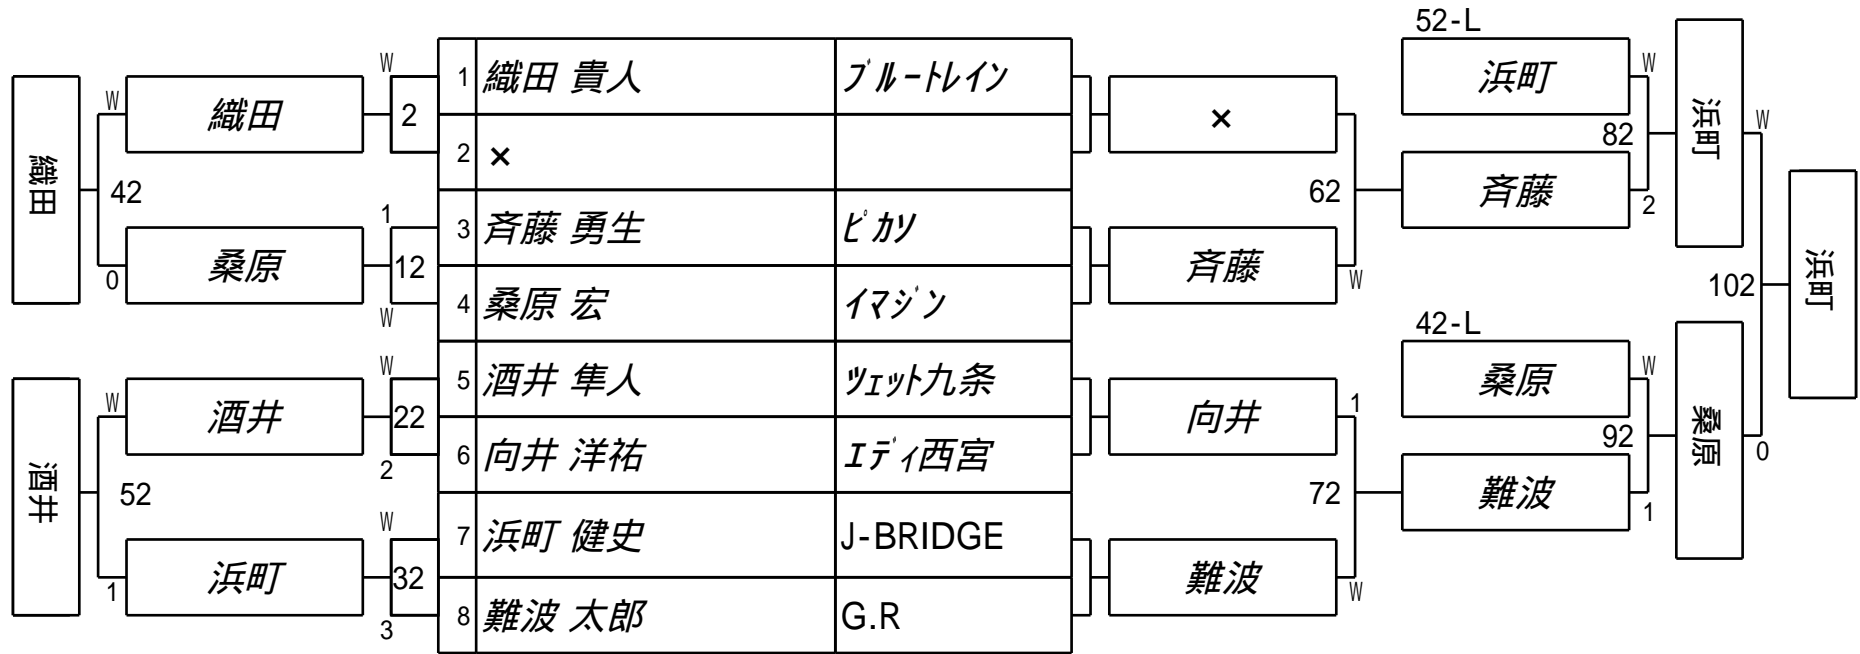 52-L
W
1 織田 貴人 ブルートレイン
浜町
W
W
織田
2
×
浜町
W
2 ×
82
織田
42
62
斉藤
2
1
3 斉藤 勇生 ピカソ
桑原
0
12
斉藤
W
浜町
4 桑原 宏 イマジン
W
102
42-L
W
5 酒井 隼人 ツェット九条
桑原
W
W
酒井
22
向井
1
桑原
0
2
6 向井 洋祐 エディ西宮
92
酒井
52
72
難波
1
W
7 浜町 健史 J-BRIDGE
浜町
1
32
難波
W
8 難波 太郎 G.R
3